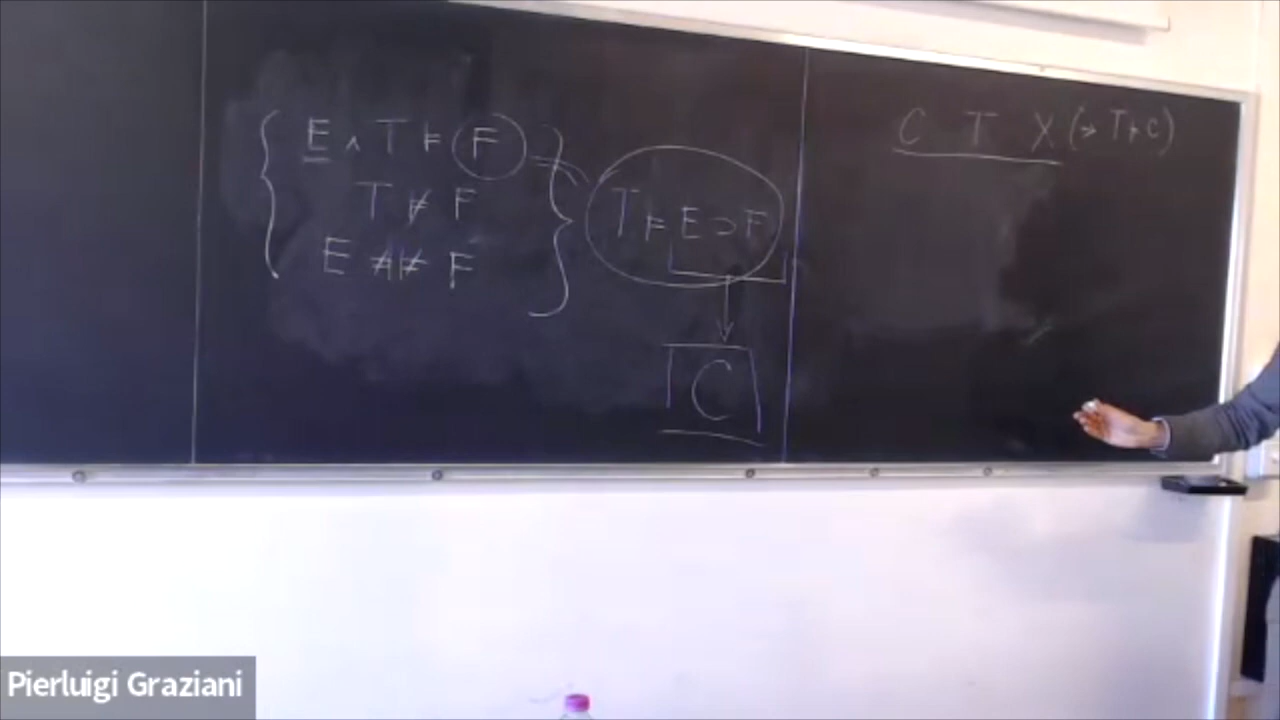 E ∧ T ⊨ F
T ⊭ F
E ⊭ F
T ⊨ E ⊃ F
C
C T X (→ T ⊨ C)
Pierluigi Graziani